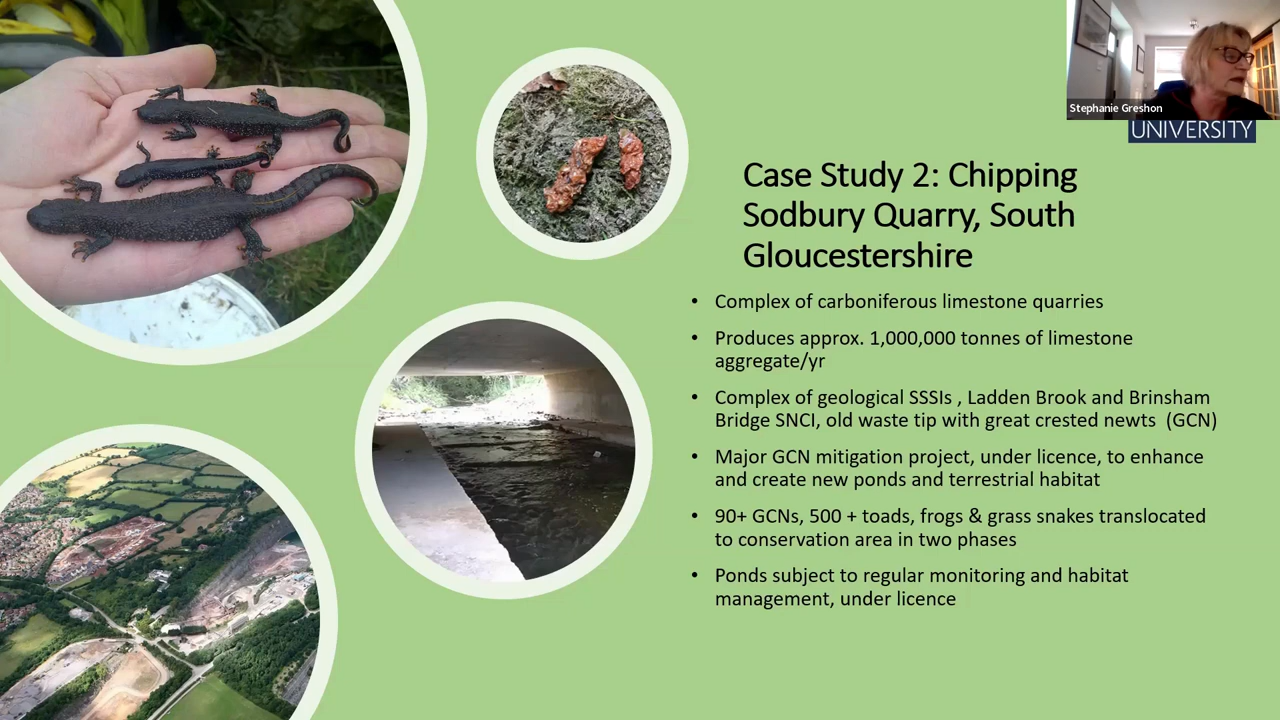 Stephanie Greshon
UNIVERSITY
Case Study 2: Chipping
Sodbury Quarry, South
Gloucestershire
• Complex of carboniferous limestone quarries
• Produces approx. 1,000,000 tonnes of limestone
aggregate/yr
• Complex of geological SSSIs , Ladden Brook and Brinsham
Bridge SNCI, old waste tip with great crested newts (GCN)
• Major GCN mitigation project, under licence, to enhance
and create new ponds and terrestrial habitat
• 90+ GCNs, 500 + toads, frogs & grass snakes translocated
to conservation area in two phases
• Ponds subject to regular monitoring and habitat
management, under licence